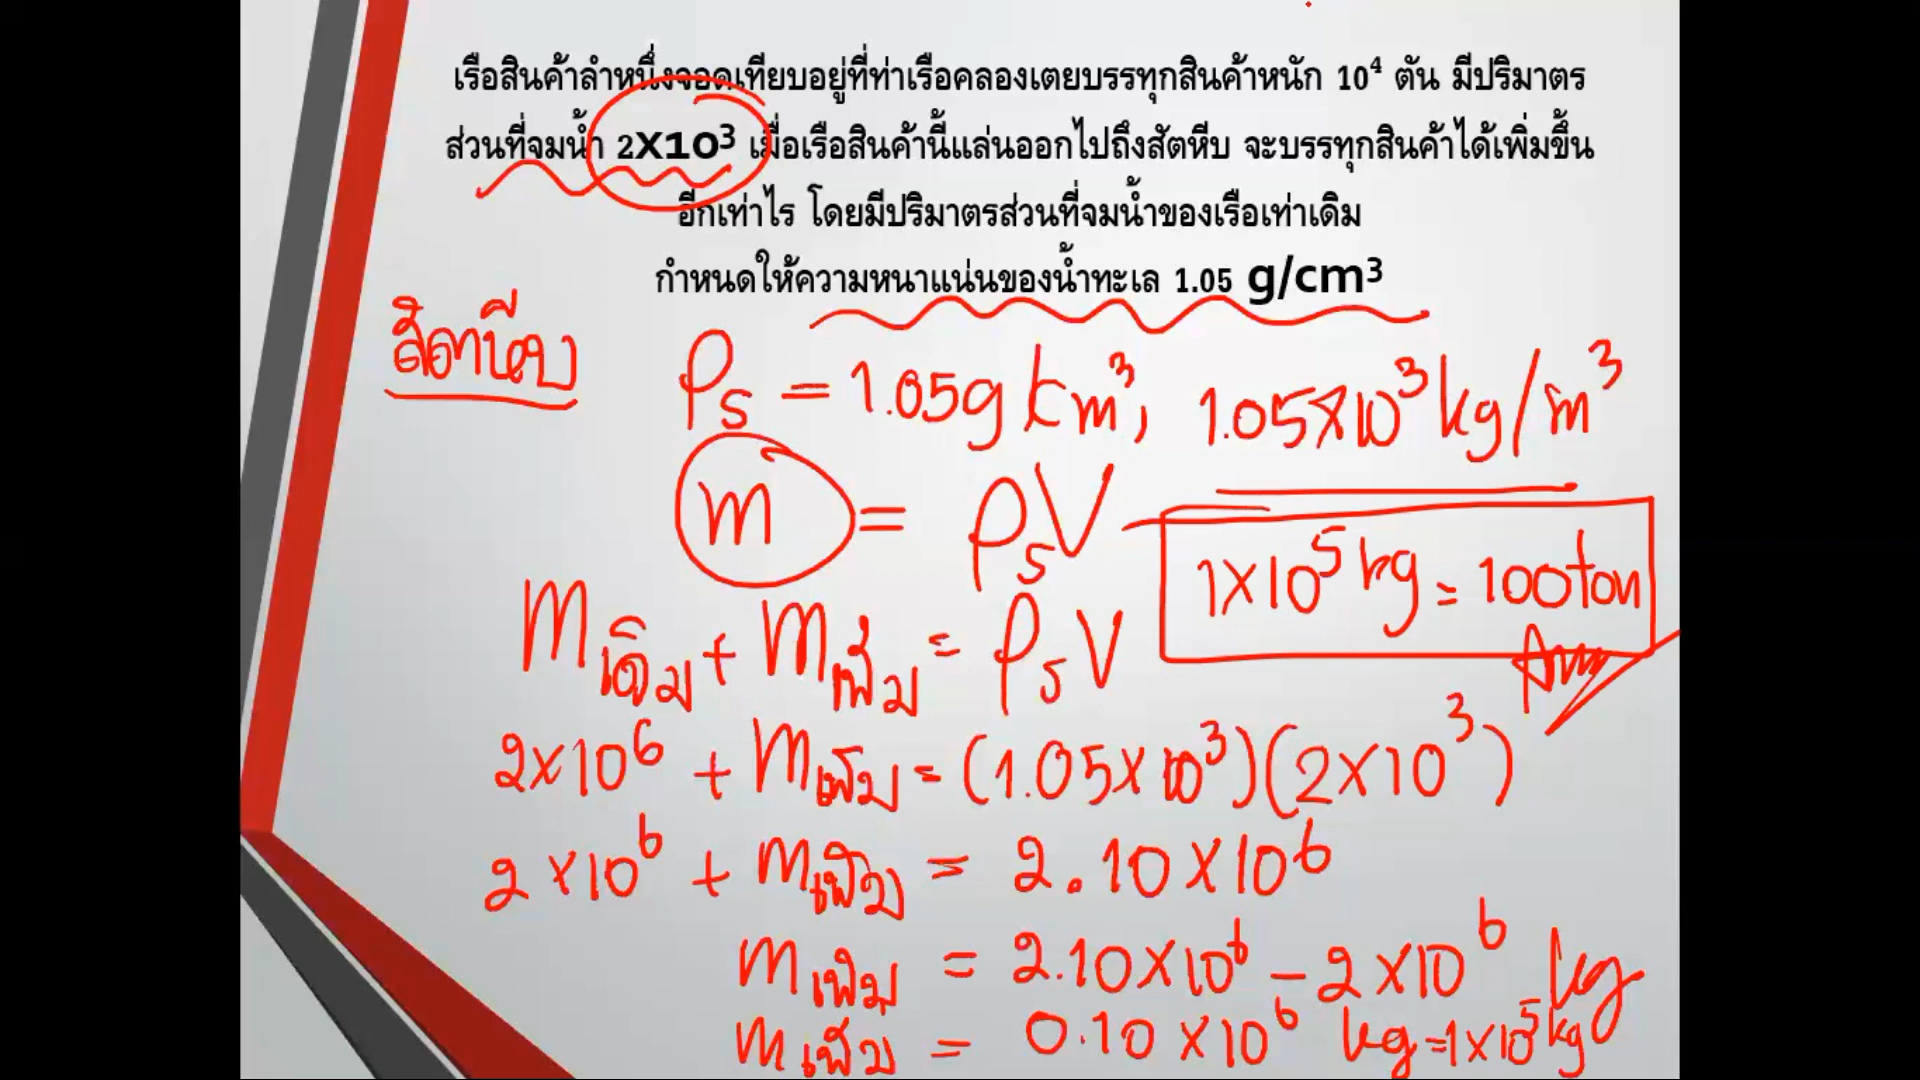 เรือสินค้าลำหนึ่งจอดเทียบอยู่ที่ท่าเรือคลองเตยบรรทุกสินค้าหนัก 10⁴ ตัน มีปริมาตร
ส่วนที่จมน้ำ 2X10³ เมื่อเรือสินค้านี้แล่นออกไปถึงสัตหีบ จะบรรทุกสินค้าได้เพิ่มขึ้น
อีกเท่าไร โดยมีปริมาตรส่วนที่จมน้ำของเรือเท่าเดิม
กำหนดให้ความหนาแน่นของน้ำทะเล 1.05 g/cm³
สัตหีบ
ρs = 1.05g/cm³, 1.05×10³ kg/m³
m = ρsV
1×10⁵ kg = 100 ton
Ans
mเดิม + mเพิ่ม = ρsV
2×10⁶ + mเพิ่ม = (1.05×10³)(2×10³)
2×10⁶ + mเพิ่ม = 2.10×10⁶
mเพิ่ม = 2.10×10⁶ − 2×10⁶ kg
mเพิ่ม = 0.10×10⁶ kg = 1×10⁵ kg